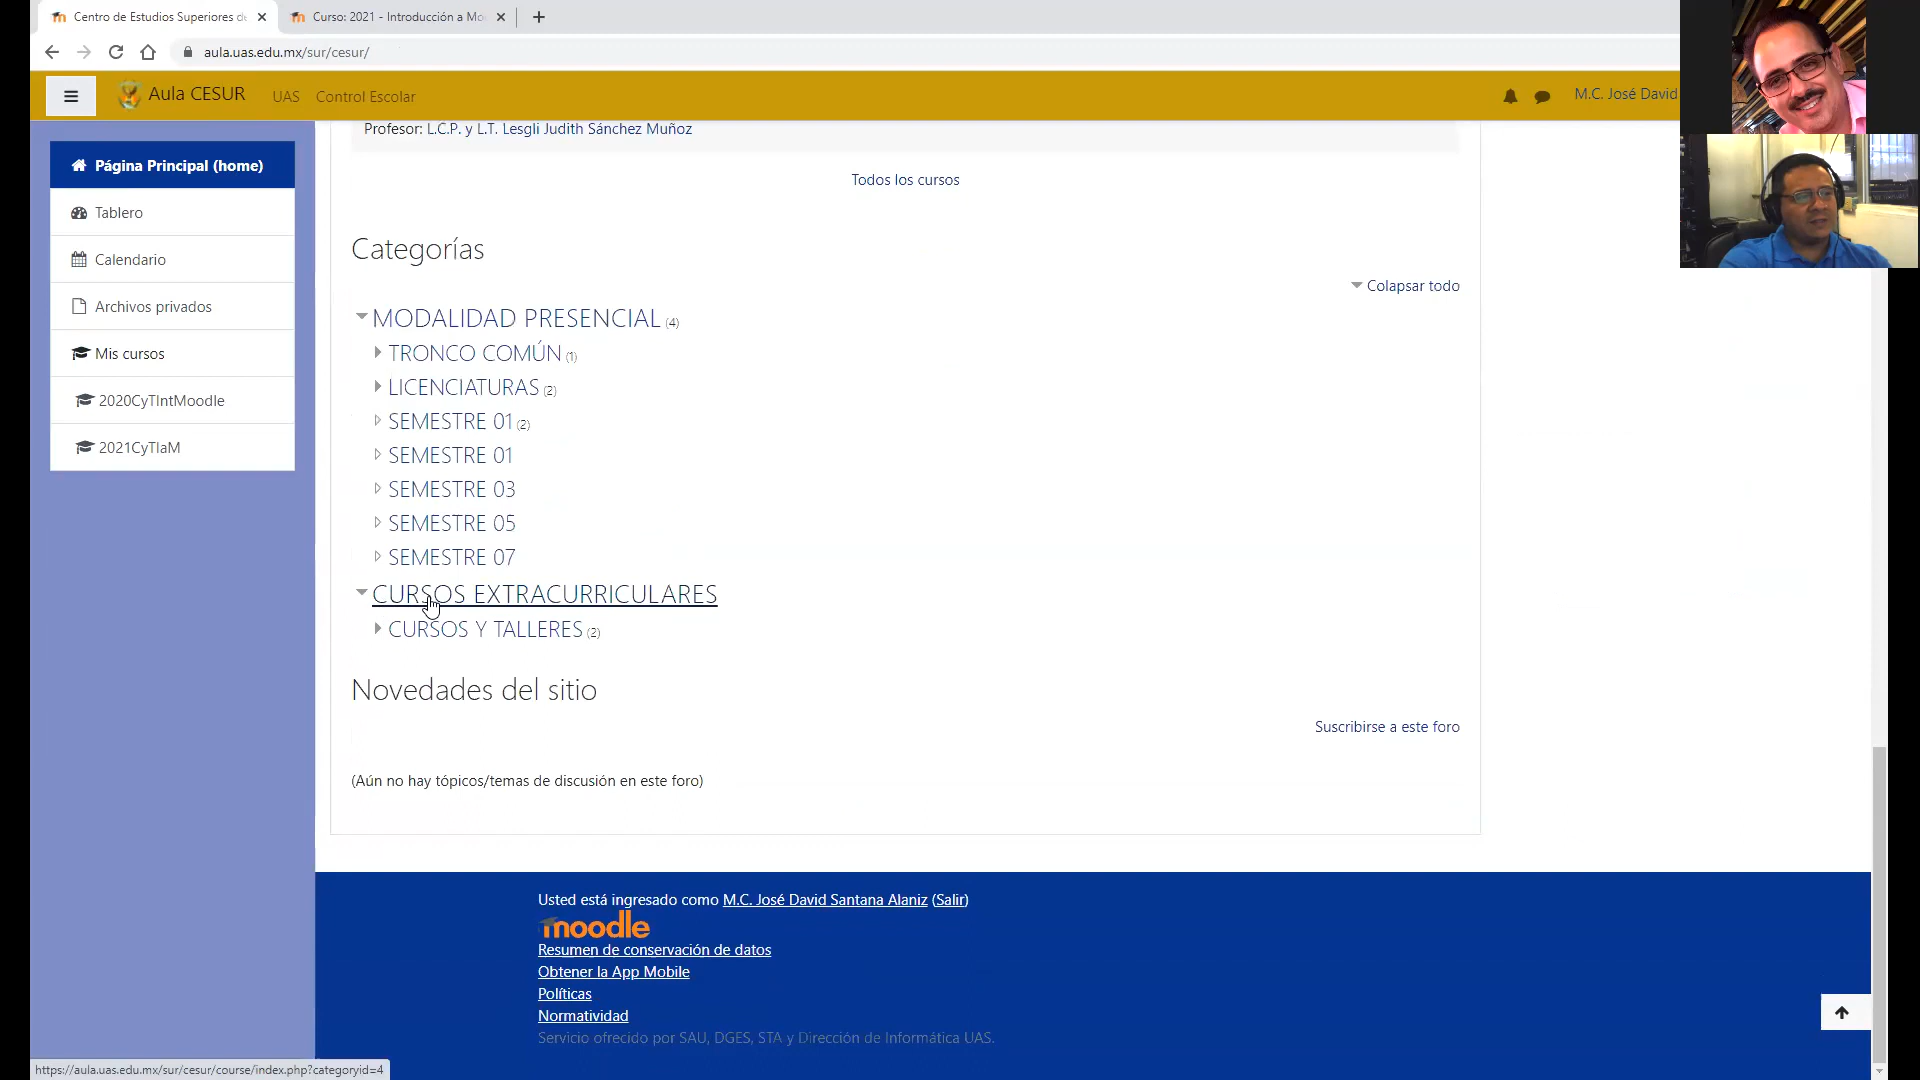 Centro de Estudios Superiores de
Curso: 2021 - Introducción a Mo
aula.uas.edu.mx/sur/cesur/
Aula CESUR
UAS
Control Escolar
M.C. José David
Página Principal (home)
Tablero
Calendario
Archivos privados
Mis cursos
2020CyTIntMoodle
2021CyTIaM
Profesor: L.C.P. y L.T. Lesgli Judith Sánchez Muñoz
Todos los cursos
Categorías
Colapsar todo
MODALIDAD PRESENCIAL (4)
TRONCO COMÚN (1)
LICENCIATURAS (2)
SEMESTRE 01 (2)
SEMESTRE 01
SEMESTRE 03
SEMESTRE 05
SEMESTRE 07
CURSOS EXTRACURRICULARES
CURSOS Y TALLERES (2)
Novedades del sitio
Suscribirse a este foro
(Aún no hay tópicos/temas de discusión en este foro)
Usted está ingresado como M.C. José David Santana Alaniz (Salir)
moodle
Resumen de conservación de datos
Obtener la App Mobile
Políticas
Normatividad
Servicio ofrecido por SAU, DGES, STA y Dirección de Informática UAS.
https://aula.uas.edu.mx/sur/cesur/course/index.php?categoryid=4